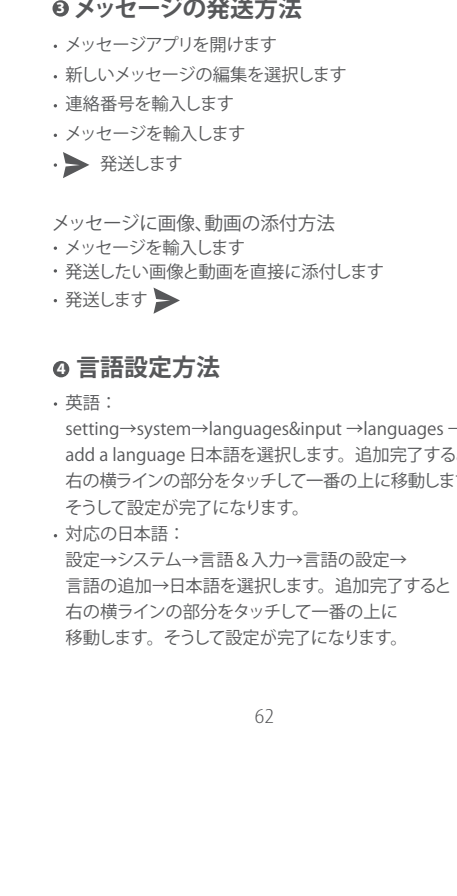 ❸ メッセージの発送方法
・メッセージアプリを開けます
・新しいメッセージの編集を選択します
・連絡番号を輸入します
・メッセージを輸入します
・ 発送します
メッセージに画像、動画の添付方法
・メッセージを輸入します
・発送したい画像と動画を直接に添付します
・発送します
❹ 言語設定方法
・英語：
setting→system→languages&input →languages
add a language 日本語を選択します。追加完了する
右の横ラインの部分をタッチして一番の上に移動しま
そうして設定が完了になります。
・対応の日本語：
設定→システム→言語＆入力→言語の設定→
言語の追加→日本語を選択します。追加完了すると
右の横ラインの部分をタッチして一番の上に
移動します。そうして設定が完了になります。
62